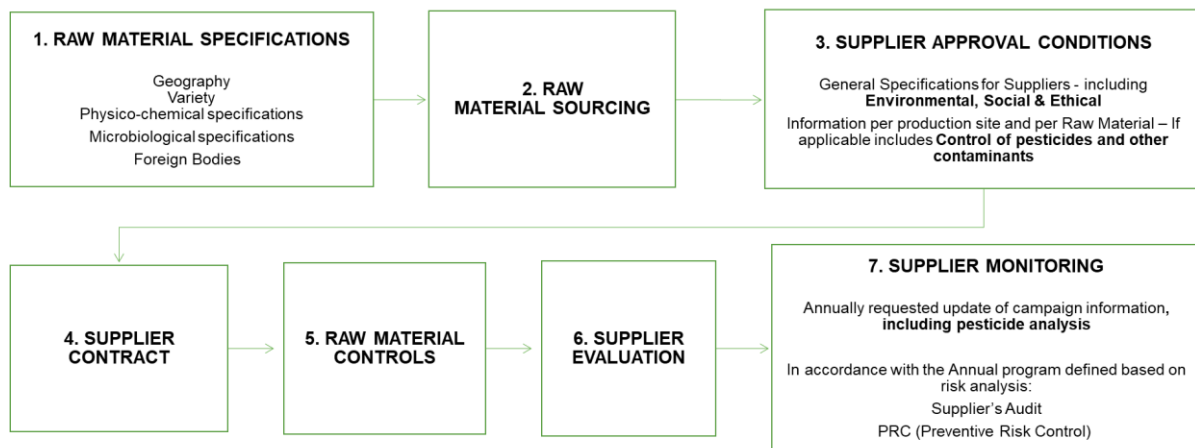 1. RAW MATERIAL SPECIFICATIONS
Geography
Variety
Physico-chemical specifications
Microbiological specifications
Foreign Bodies
2. RAW
MATERIAL SOURCING
3. SUPPLIER APPROVAL CONDITIONS
General Specifications for Suppliers - including
Environmental, Social & Ethical
Information per production site and per Raw Material – If
applicable includes Control of pesticides and other
contaminants
4. SUPPLIER
CONTRACT
5. RAW MATERIAL
CONTROLS
6. SUPPLIER
EVALUATION
7. SUPPLIER MONITORING
Annually requested update of campaign information,
including pesticide analysis
In accordance with the Annual program defined based on
risk analysis:
Supplier's Audit
PRC (Preventive Risk Control)